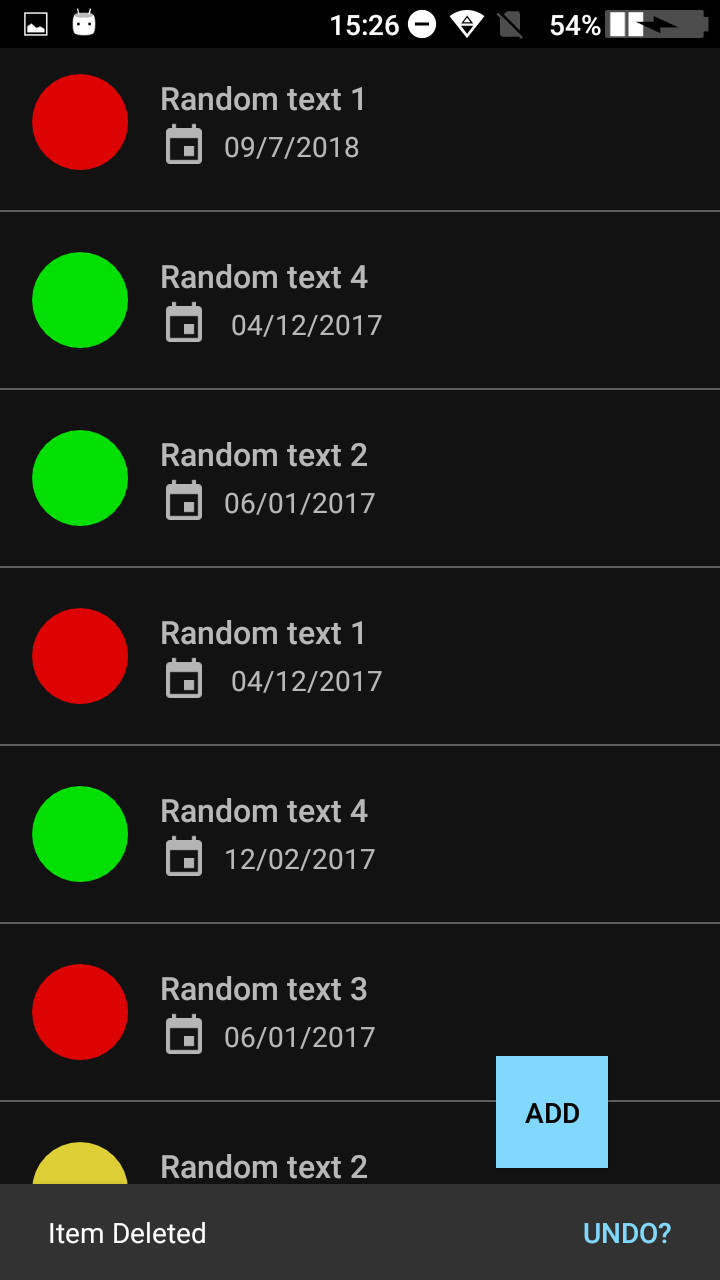 15:26 54%
Random text 1
09/7/2018
Random text 4
04/12/2017
Random text 2
06/01/2017
Random text 1
04/12/2017
Random text 4
12/02/2017
Random text 3
06/01/2017
ADD
Random text 2
Item Deleted UNDO?